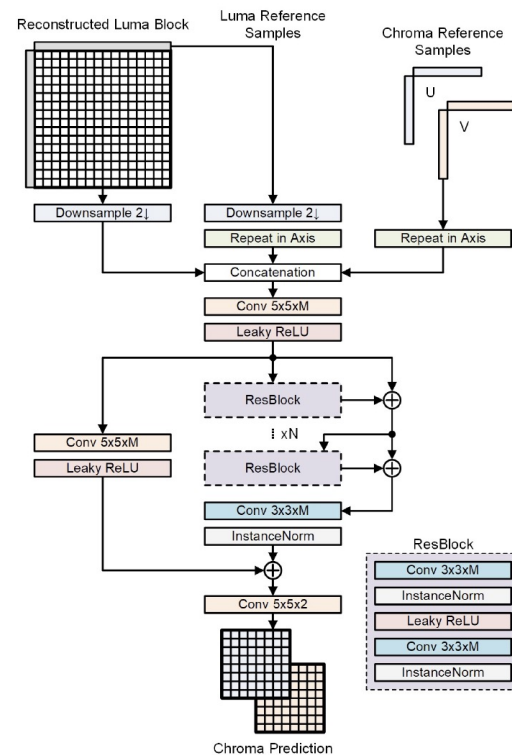 Reconstructed Luma Block
Luma Reference
Samples
Chroma Reference
Samples
U
V
Downsample 2↓
Downsample 2↓
Repeat in Axis
Repeat in Axis
Concatenation
Conv 5x5xM
Leaky ReLU
ResBlock
⁞ xN
Conv 5x5xM
Leaky ReLU
ResBlock
Conv 3x3xM
InstanceNorm
Conv 5x5x2
Chroma Prediction
ResBlock
Conv 3x3xM
InstanceNorm
Leaky ReLU
Conv 3x3xM
InstanceNorm